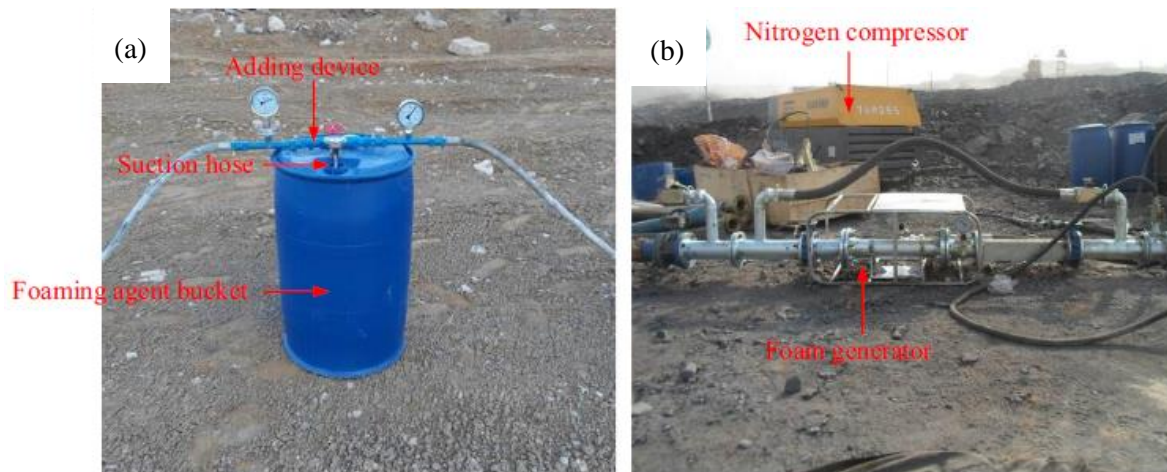 (a)
Adding device
Suction hose
Foaming agent bucket
(b)
Nitrogen compressor
Foam generator